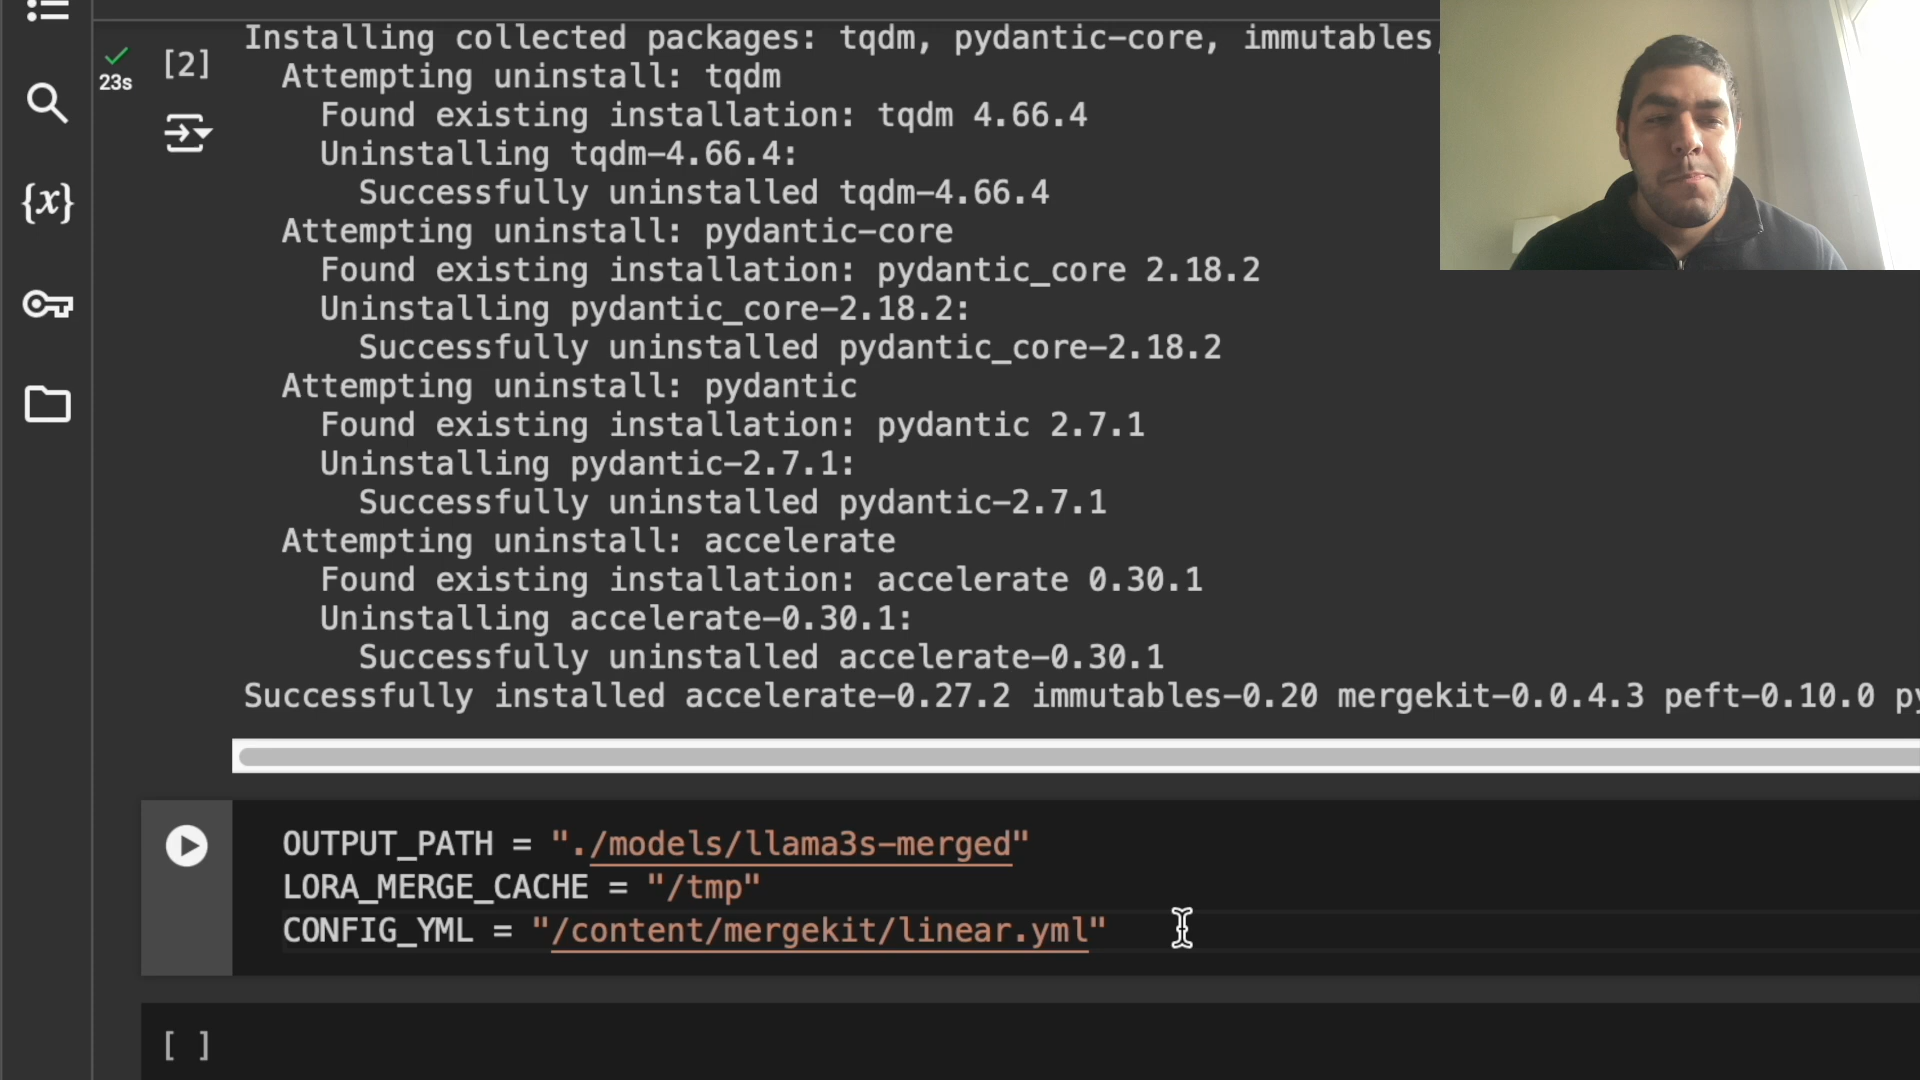 Installing collected packages: tqdm, pydantic-core, immutables,
Attempting uninstall: tqdm
Found existing installation: tqdm 4.66.4
Uninstalling tqdm-4.66.4:
Successfully uninstalled tqdm-4.66.4
Attempting uninstall: pydantic-core
Found existing installation: pydantic_core 2.18.2
Uninstalling pydantic_core-2.18.2:
Successfully uninstalled pydantic_core-2.18.2
Attempting uninstall: pydantic
Found existing installation: pydantic 2.7.1
Uninstalling pydantic-2.7.1:
Successfully uninstalled pydantic-2.7.1
Attempting uninstall: accelerate
Found existing installation: accelerate 0.30.1
Uninstalling accelerate-0.30.1:
Successfully uninstalled accelerate-0.30.1
Successfully installed accelerate-0.27.2 immutables-0.20 mergekit-0.0.4.3 peft-0.10.0
23s
[2]
{x}
OUTPUT_PATH = "./models/llama3s-merged"
LORA_MERGE_CACHE = "/tmp"
CONFIG_YML = "/content/mergekit/linear.yml"
[ ]